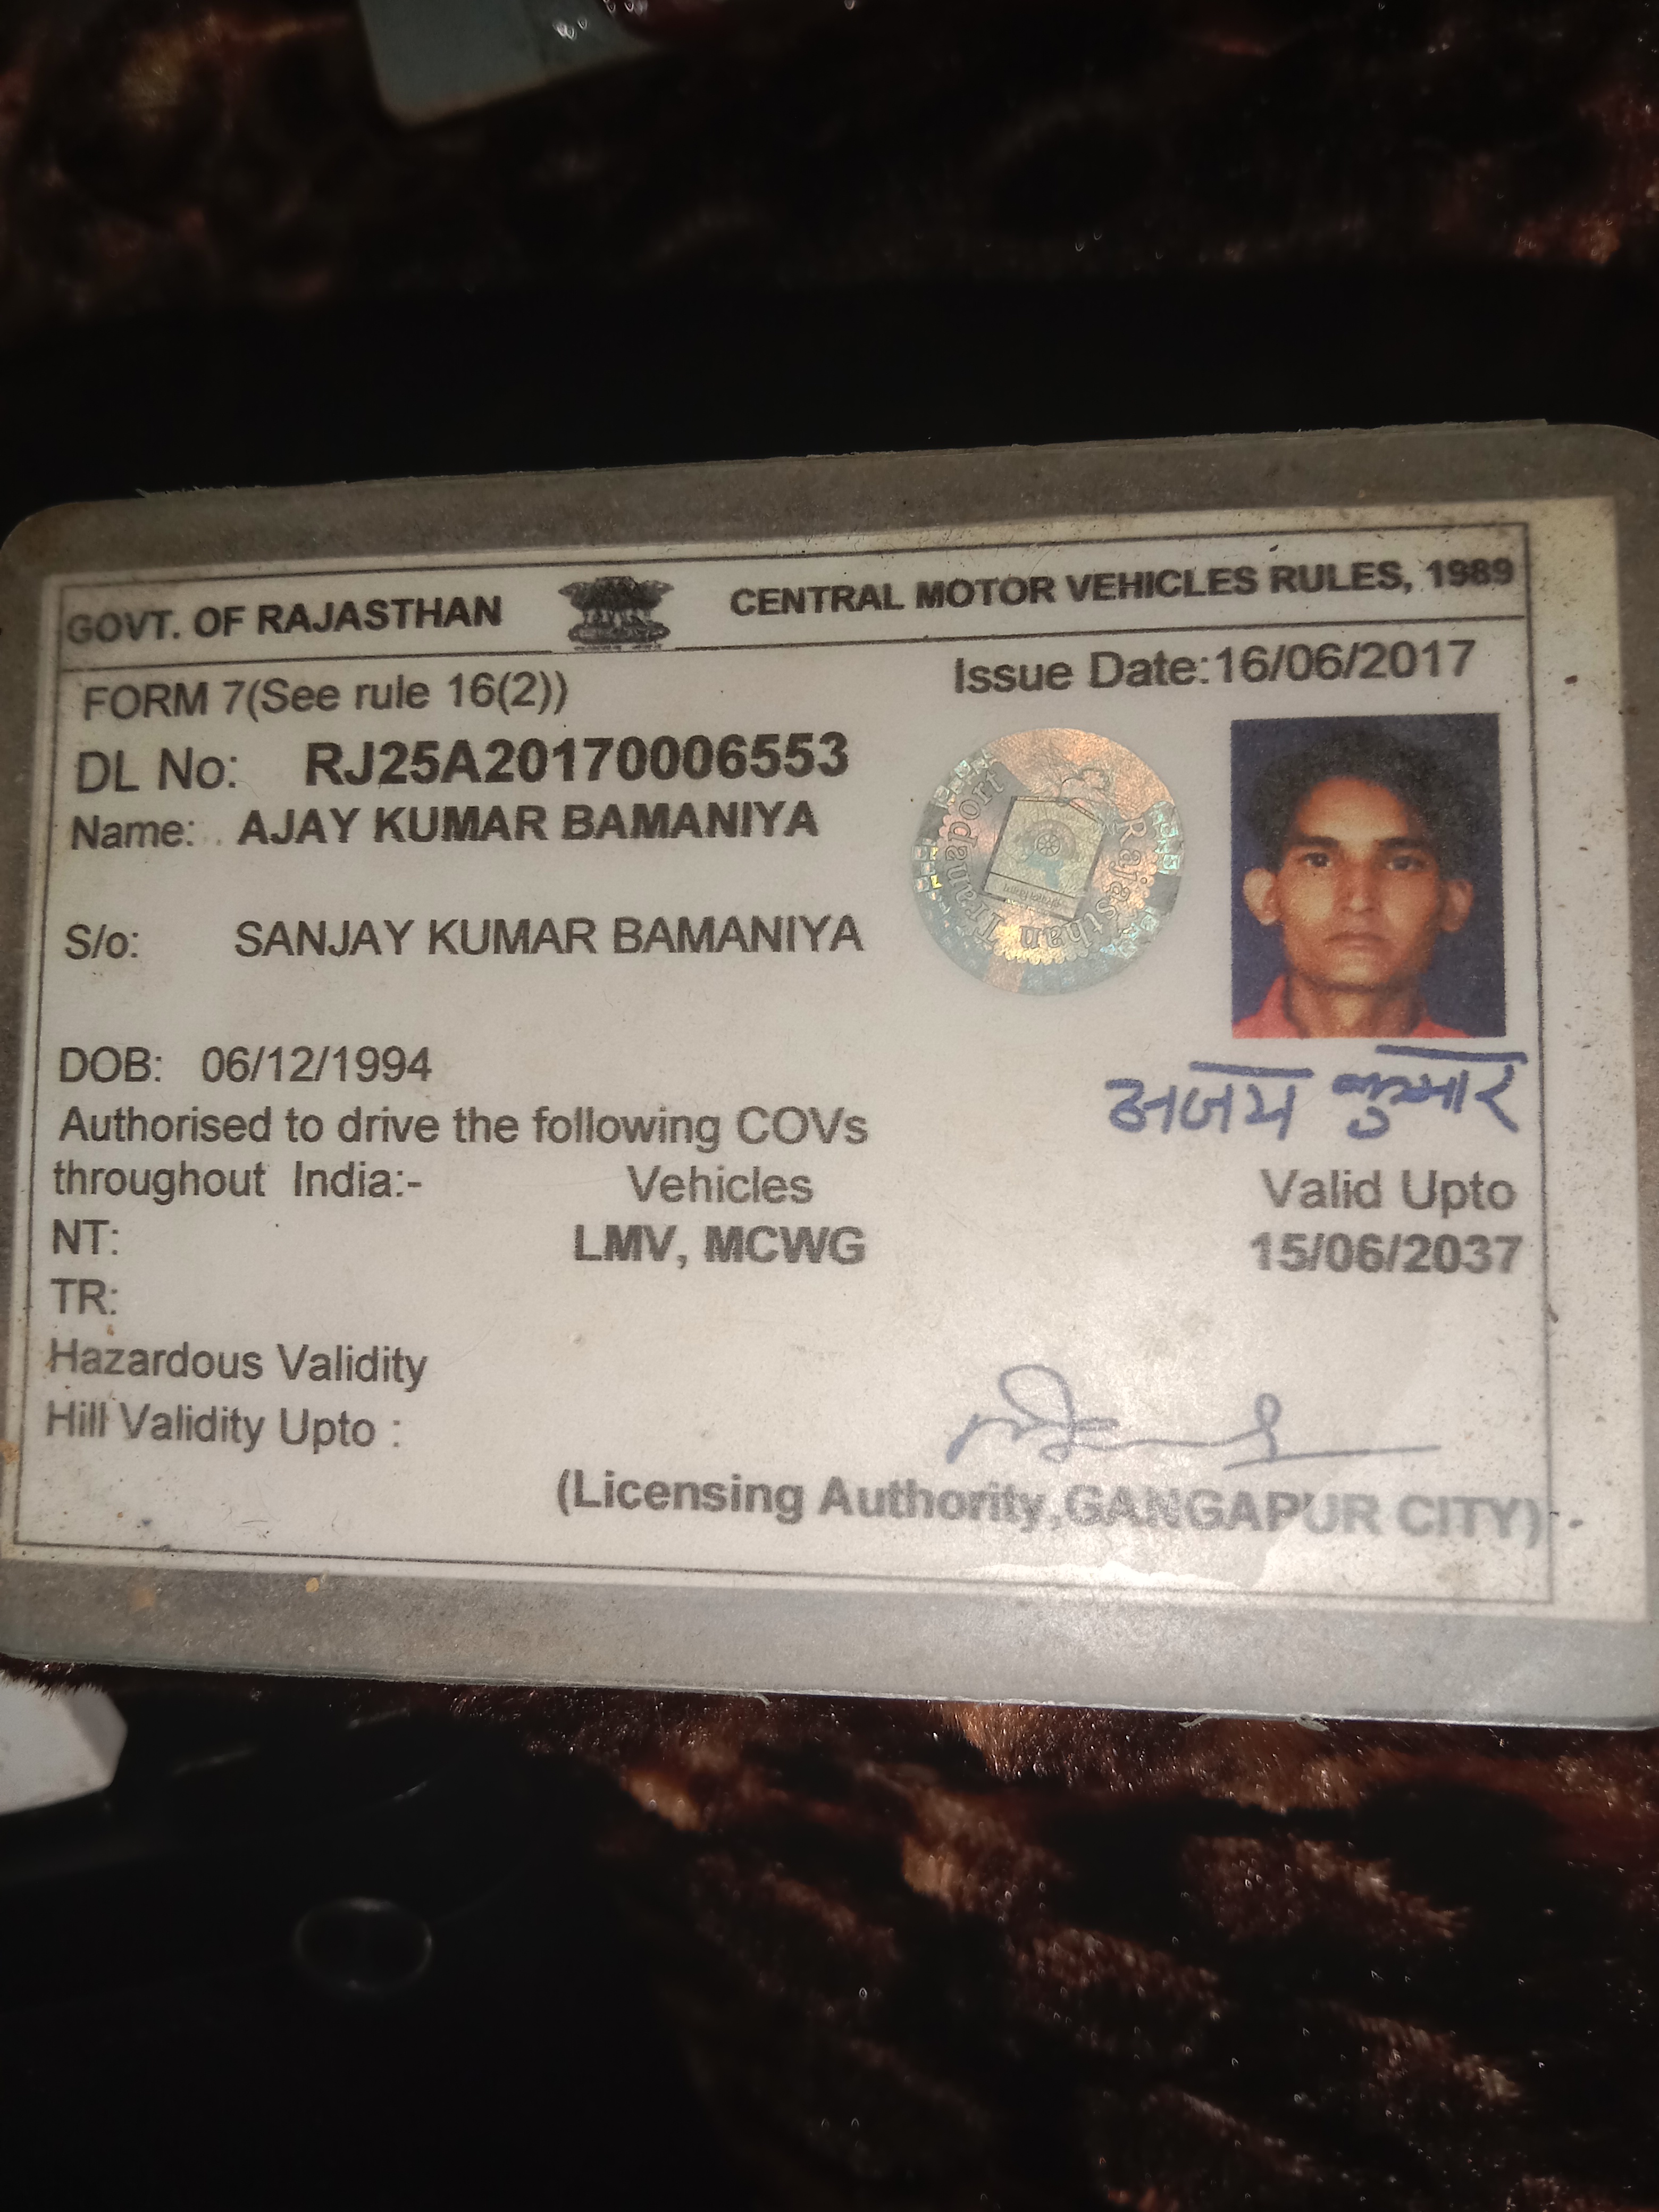 GOVT. OF RAJASTHAN CENTRAL MOTOR VEHICLES RULES, 1989
FORM 7(See rule 16(2)) Issue Date:16/06/2017
DL No: RJ25A20170006553
Name: AJAY KUMAR BAMANIYA
Rajasthan Transport
S/o: SANJAY KUMAR BAMANIYA
DOB: 06/12/1994
अजय कुमार
Authorised to drive the following COVs
throughout India:- Vehicles Valid Upto
NT: LMV, MCWG 15/06/2037
TR:
Hazardous Validity
Hill Validity Upto :
(Licensing Authority,GANGAPUR CITY)